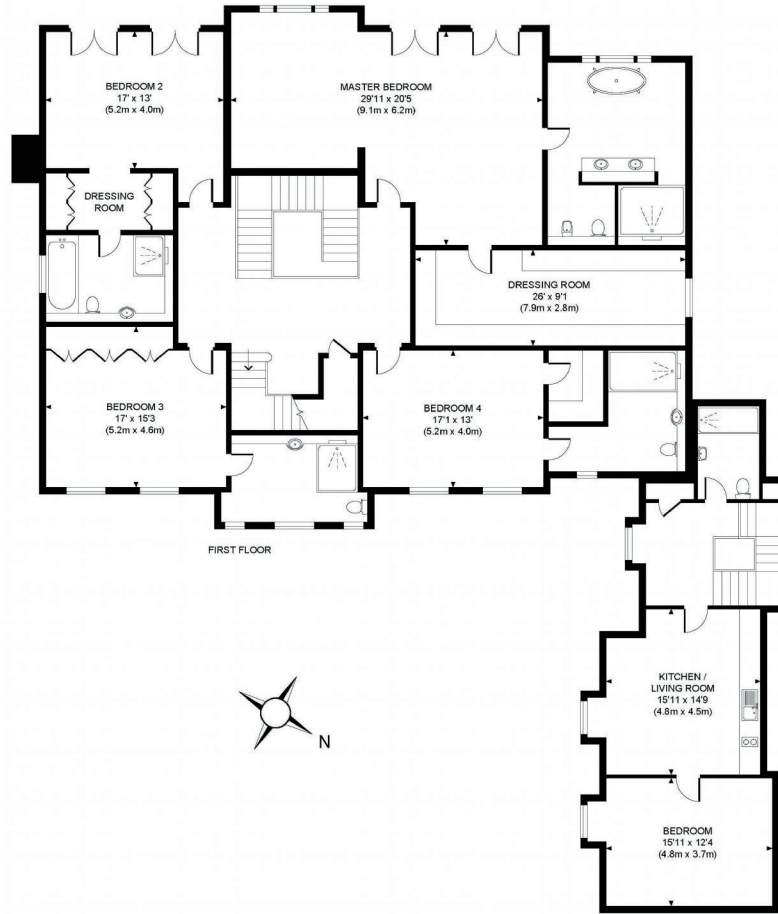 BEDROOM 2
17' x 13'
(5.2m x 4.0m)
MASTER BEDROOM
29'11 x 20'5
(9.1m x 6.2m)
DRESSING
ROOM
DRESSING ROOM
26' x 9'1
(7.9m x 2.8m)
BEDROOM 3
17' x 15'3
(5.2m x 4.6m)
BEDROOM 4
17'1 x 13'
(5.2m x 4.0m)
FIRST FLOOR
KITCHEN /
LIVING ROOM
15'11 x 14'9
(4.8m x 4.5m)
N
BEDROOM
15'11 x 12'4
(4.8m x 3.7m)